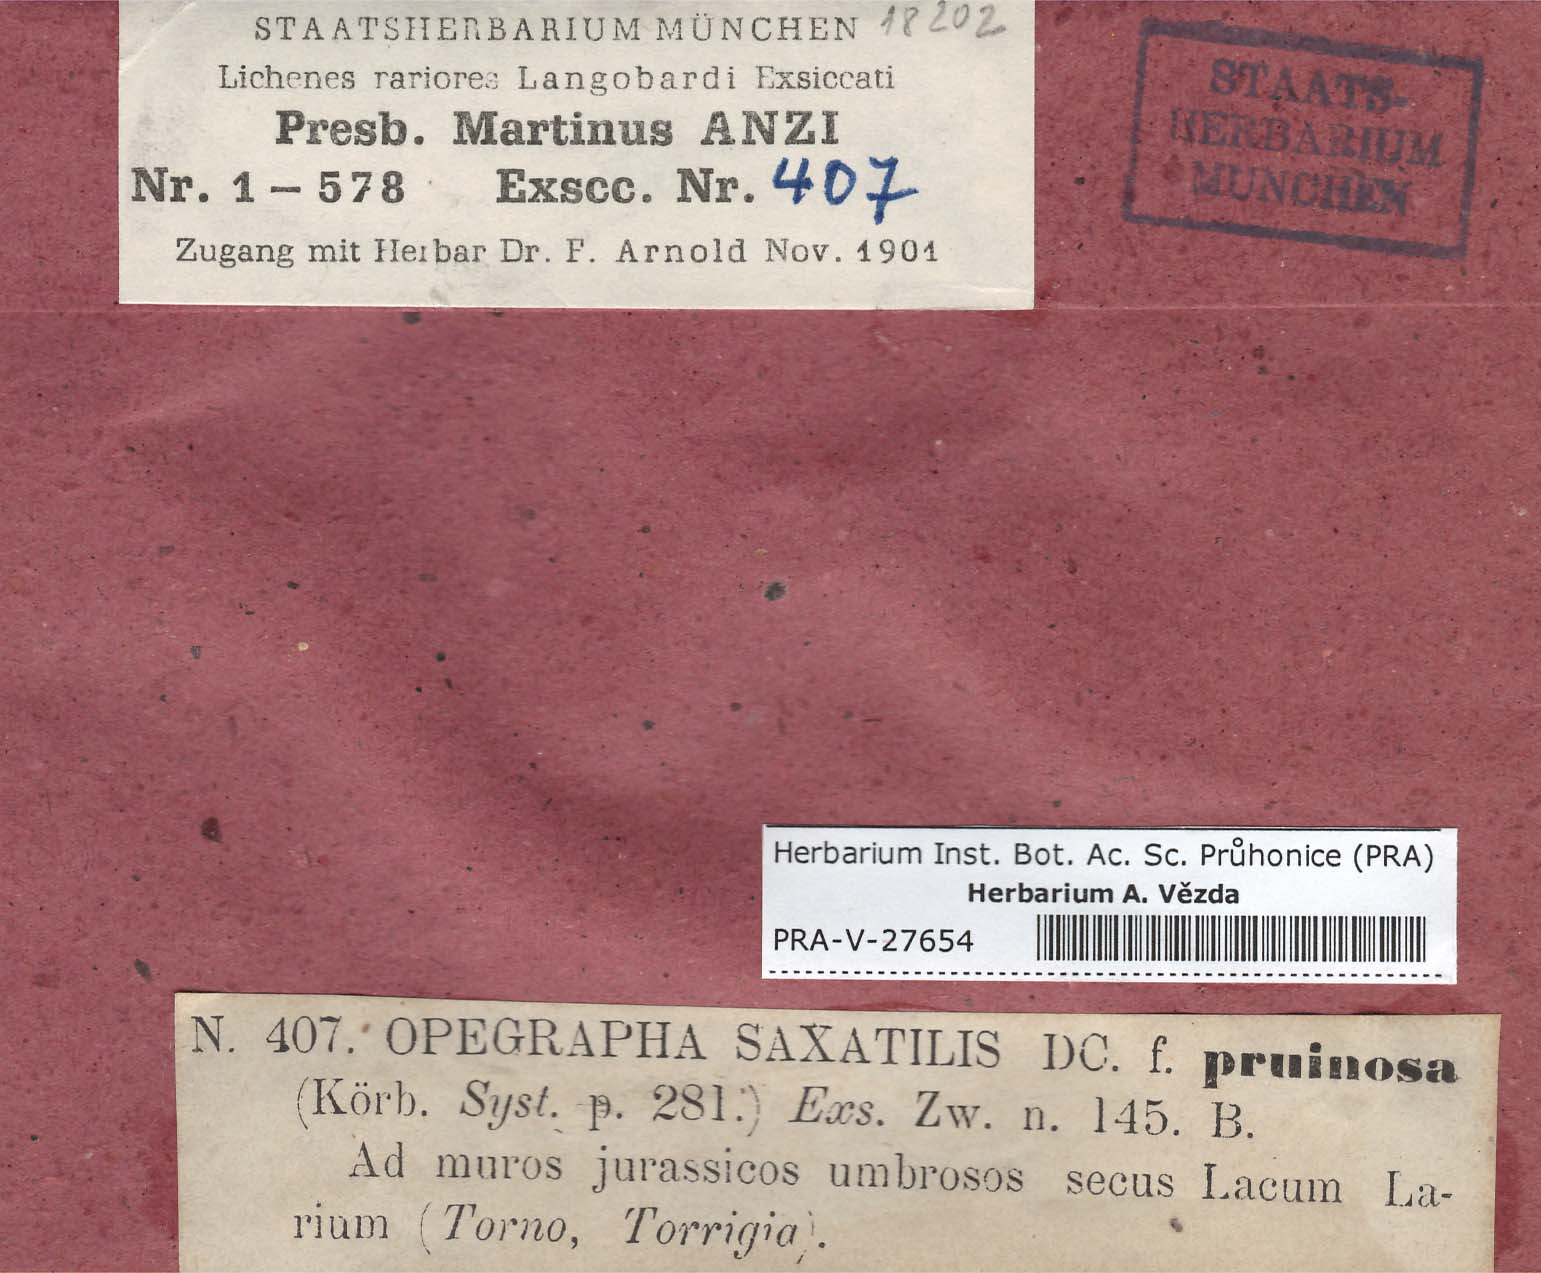 STAATSHERBARIUM MÜNCHEN 18202
Lichenes rariores Langobardi Exsiccati
Presb. Martinus ANZI
Nr. 1 – 578 Exscc. Nr. 407
Zugang mit Herbar Dr. F. Arnold Nov. 1901
STAATS-
HERBARIUM
MÜNCHEN
Herbarium Inst. Bot. Ac. Sc. Průhonice (PRA)
Herbarium A. Vězda
PRA-V-27654
N. 407. OPEGRAPHA SAXATILIS DC. f. pruinosa
(Körb. Syst. p. 281.) Exs. Zw. n. 145. B.
Ad muros jurassicos umbrosos secus Lacum La-
rium (Torno, Torrigia).